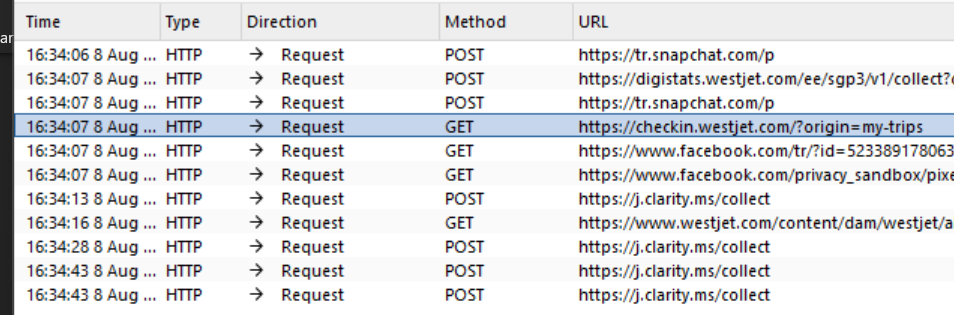 Time Type Direction Method URL
ar
16:34:06 8 Aug ... HTTP → Request POST https://tr.snapchat.com/p
16:34:07 8 Aug ... HTTP → Request POST https://digistats.westjet.com/ee/sgp3/v1/collect?
16:34:07 8 Aug ... HTTP → Request POST https://tr.snapchat.com/p
16:34:07 8 Aug ... HTTP → Request GET https://checkin.westjet.com/?origin=my-trips
16:34:07 8 Aug ... HTTP → Request GET https://www.facebook.com/tr/?id=523389178063
16:34:07 8 Aug ... HTTP → Request GET https://www.facebook.com/privacy_sandbox/pixe
16:34:13 8 Aug ... HTTP → Request POST https://j.clarity.ms/collect
16:34:16 8 Aug ... HTTP → Request GET https://www.westjet.com/content/dam/westjet/a
16:34:28 8 Aug ... HTTP → Request POST https://j.clarity.ms/collect
16:34:43 8 Aug ... HTTP → Request POST https://j.clarity.ms/collect
16:34:43 8 Aug ... HTTP → Request POST https://j.clarity.ms/collect